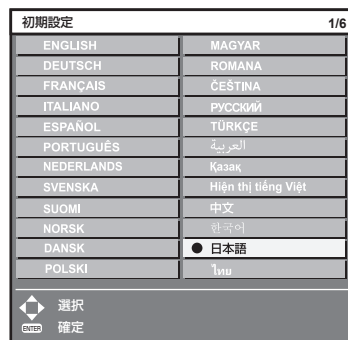 初期設定 1/6
ENGLISH
DEUTSCH
FRANÇAIS
ITALIANO
ESPAÑOL
PORTUGUÊS
NEDERLANDS
SVENSKA
SUOMI
NORSK
DANSK
POLSKI
MAGYAR
ROMANA
ČEŠTINA
РУССКИЙ
TÜRKÇE
العربية
Қазақ
Hiện thị tiếng Việt
中文
한국어
日本語
ไทย
選択
ENTER 確定